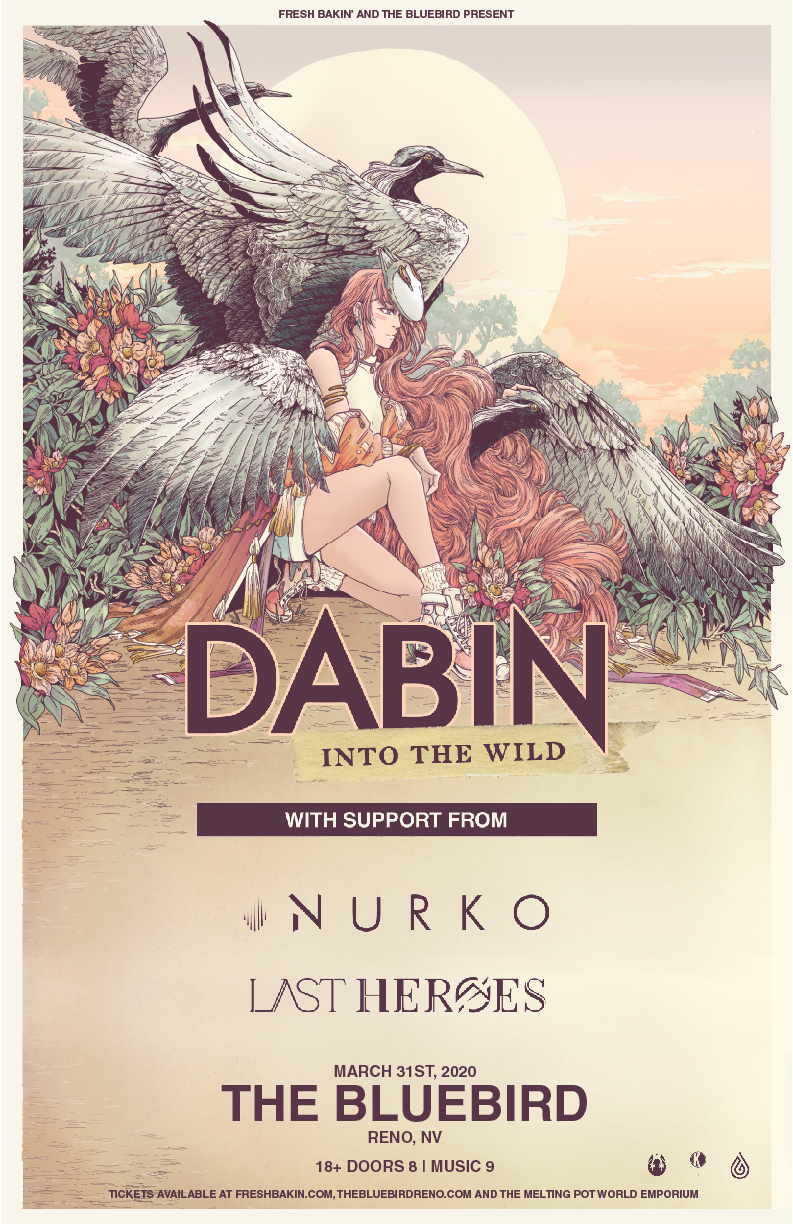 FRESH BAKIN' AND THE BLUEBIRD PRESENT
DABIN
INTO THE WILD
WITH SUPPORT FROM
NURKO
LAST HEROES
MARCH 31ST, 2020
THE BLUEBIRD
RENO, NV
18+ DOORS 8 | MUSIC 9
TICKETS AVAILABLE AT FRESHBAKIN.COM, THEBLUEBIRDRENO.COM AND THE MELTING POT WORLD EMPORIUM